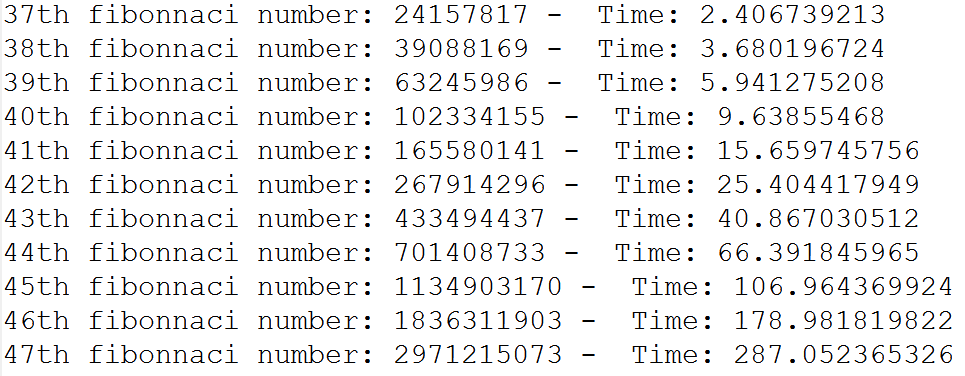 37th fibonnaci number: 24157817 -  Time: 2.406739213
38th fibonnaci number: 39088169 -  Time: 3.680196724
39th fibonnaci number: 63245986 -  Time: 5.941275208
40th fibonnaci number: 102334155 -  Time: 9.63855468
41th fibonnaci number: 165580141 -  Time: 15.659745756
42th fibonnaci number: 267914296 -  Time: 25.404417949
43th fibonnaci number: 433494437 -  Time: 40.867030512
44th fibonnaci number: 701408733 -  Time: 66.391845965
45th fibonnaci number: 1134903170 -  Time: 106.964369924
46th fibonnaci number: 1836311903 -  Time: 178.981819822
47th fibonnaci number: 2971215073 -  Time: 287.052365326